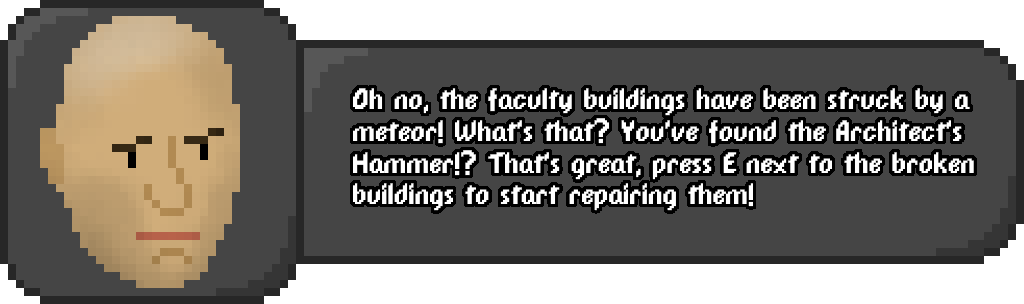 Oh no, the faculty buildings have been struck by a
meteor! What's that? You've found the Architect's
Hammer!? That's great, press E next to the broken
buildings to start repairing them!